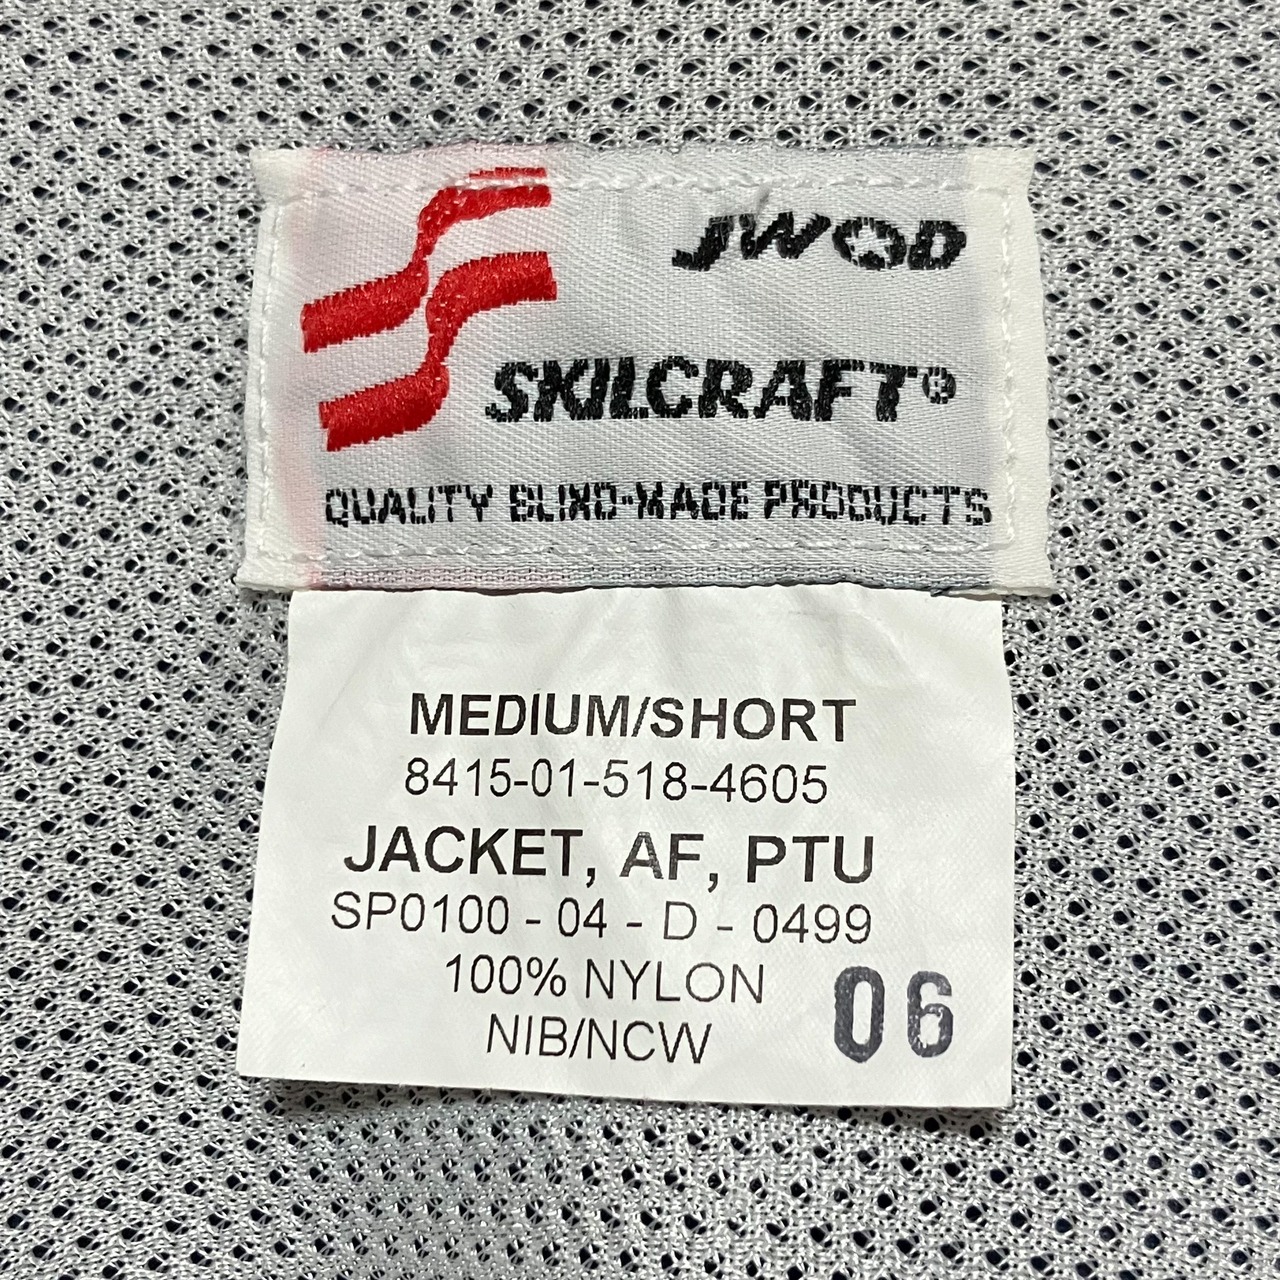 JWOD
SKILCRAFT®
QUALITY BLIND-MADE PRODUCTS
MEDIUM/SHORT
8415-01-518-4605
JACKET, AF, PTU
SP0100 - 04 - D - 0499
100% NYLON
NIB/NCW
06